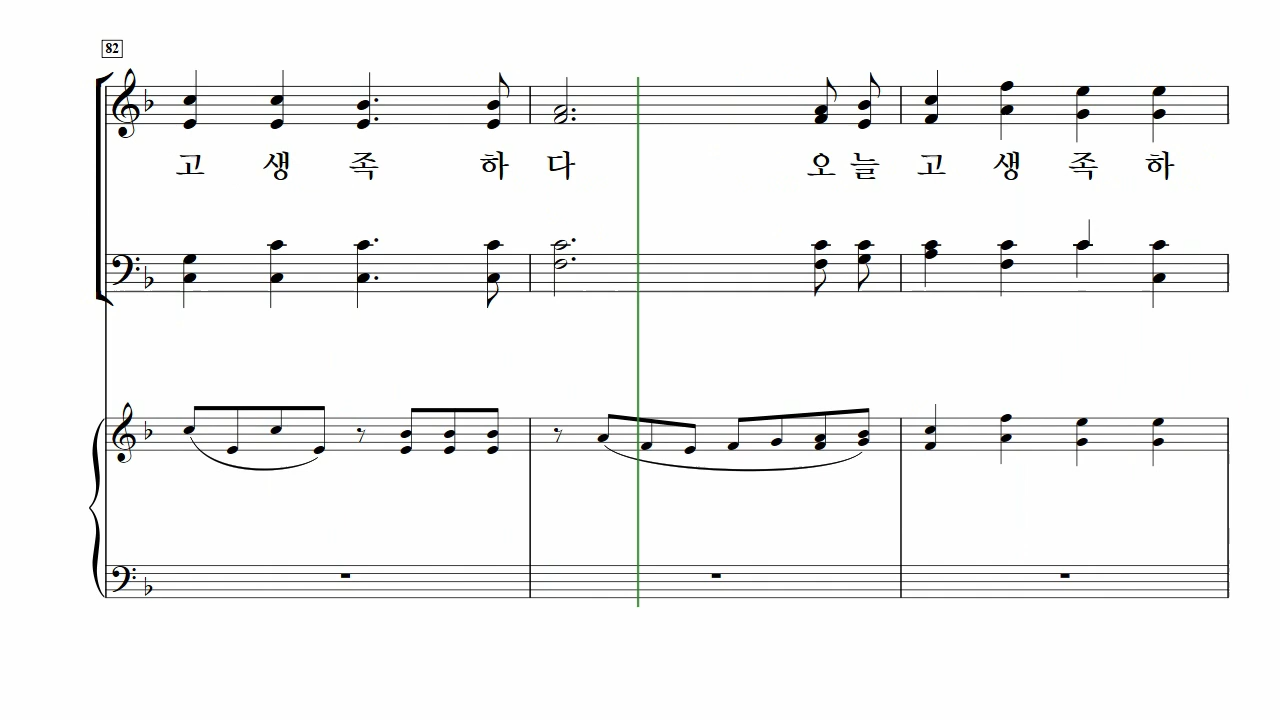 82
고 생 족 하 다 오 늘 고 생 족 하